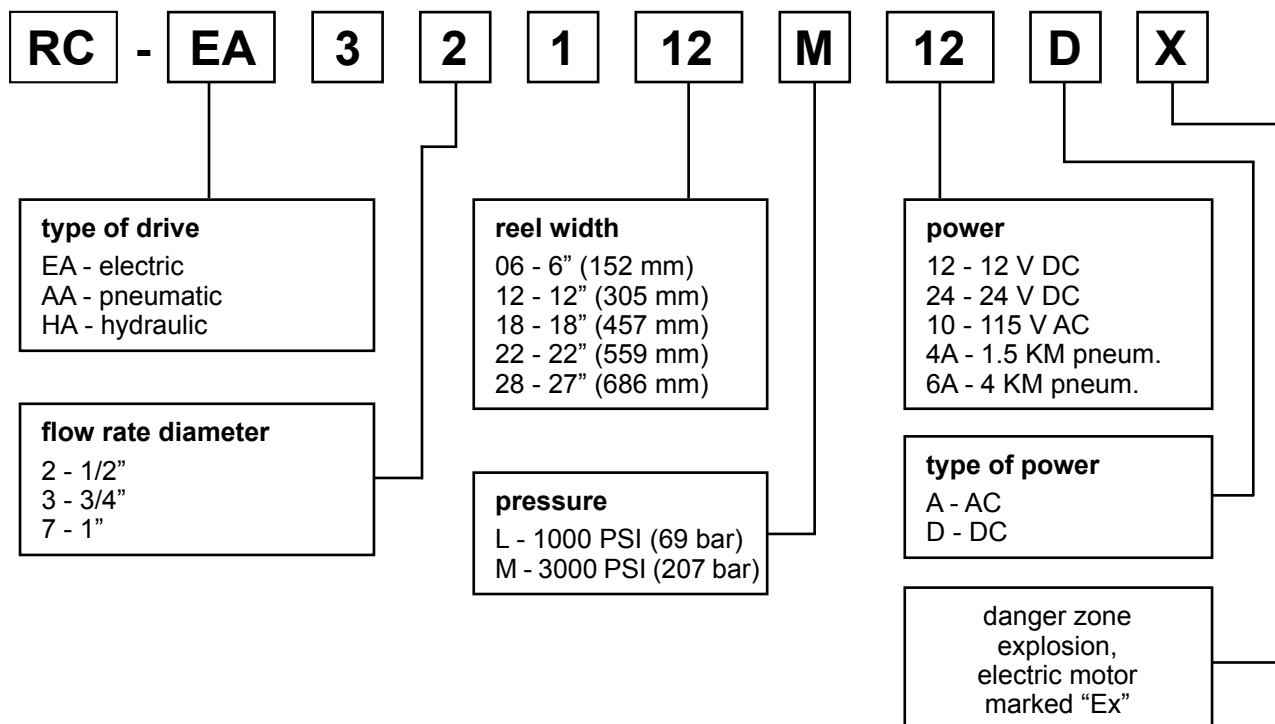 RC - EA 3 2 1 12 M 12 D X
type of drive
EA - electric
AA - pneumatic
HA - hydraulic
flow rate diameter
2 - 1/2”
3 - 3/4”
7 - 1”
reel width
06 - 6” (152 mm)
12 - 12” (305 mm)
18 - 18” (457 mm)
22 - 22” (559 mm)
28 - 27” (686 mm)
pressure
L - 1000 PSI (69 bar)
M - 3000 PSI (207 bar)
power
12 - 12 V DC
24 - 24 V DC
10 - 115 V AC
4A - 1.5 KM pneum.
6A - 4 KM pneum.
type of power
A - AC
D - DC
danger zone
explosion,
electric motor
marked “Ex”